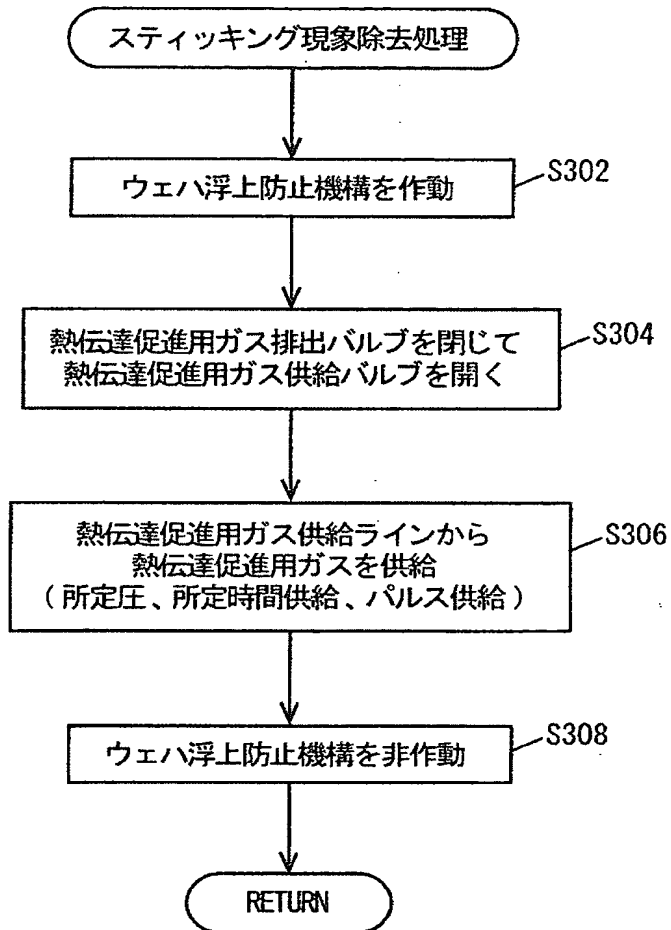 スティッキング現象除去処理
ウェハ浮上防止機構を作動
S302
熱伝達促進用ガス排出バルブを閉じて
熱伝達促進用ガス供給バルブを開く
S304
熱伝達促進用ガス供給ラインから
熱伝達促進用ガスを供給
（所定圧、所定時間供給、パルス供給）
S306
ウェハ浮上防止機構を非作動
S308
RETURN